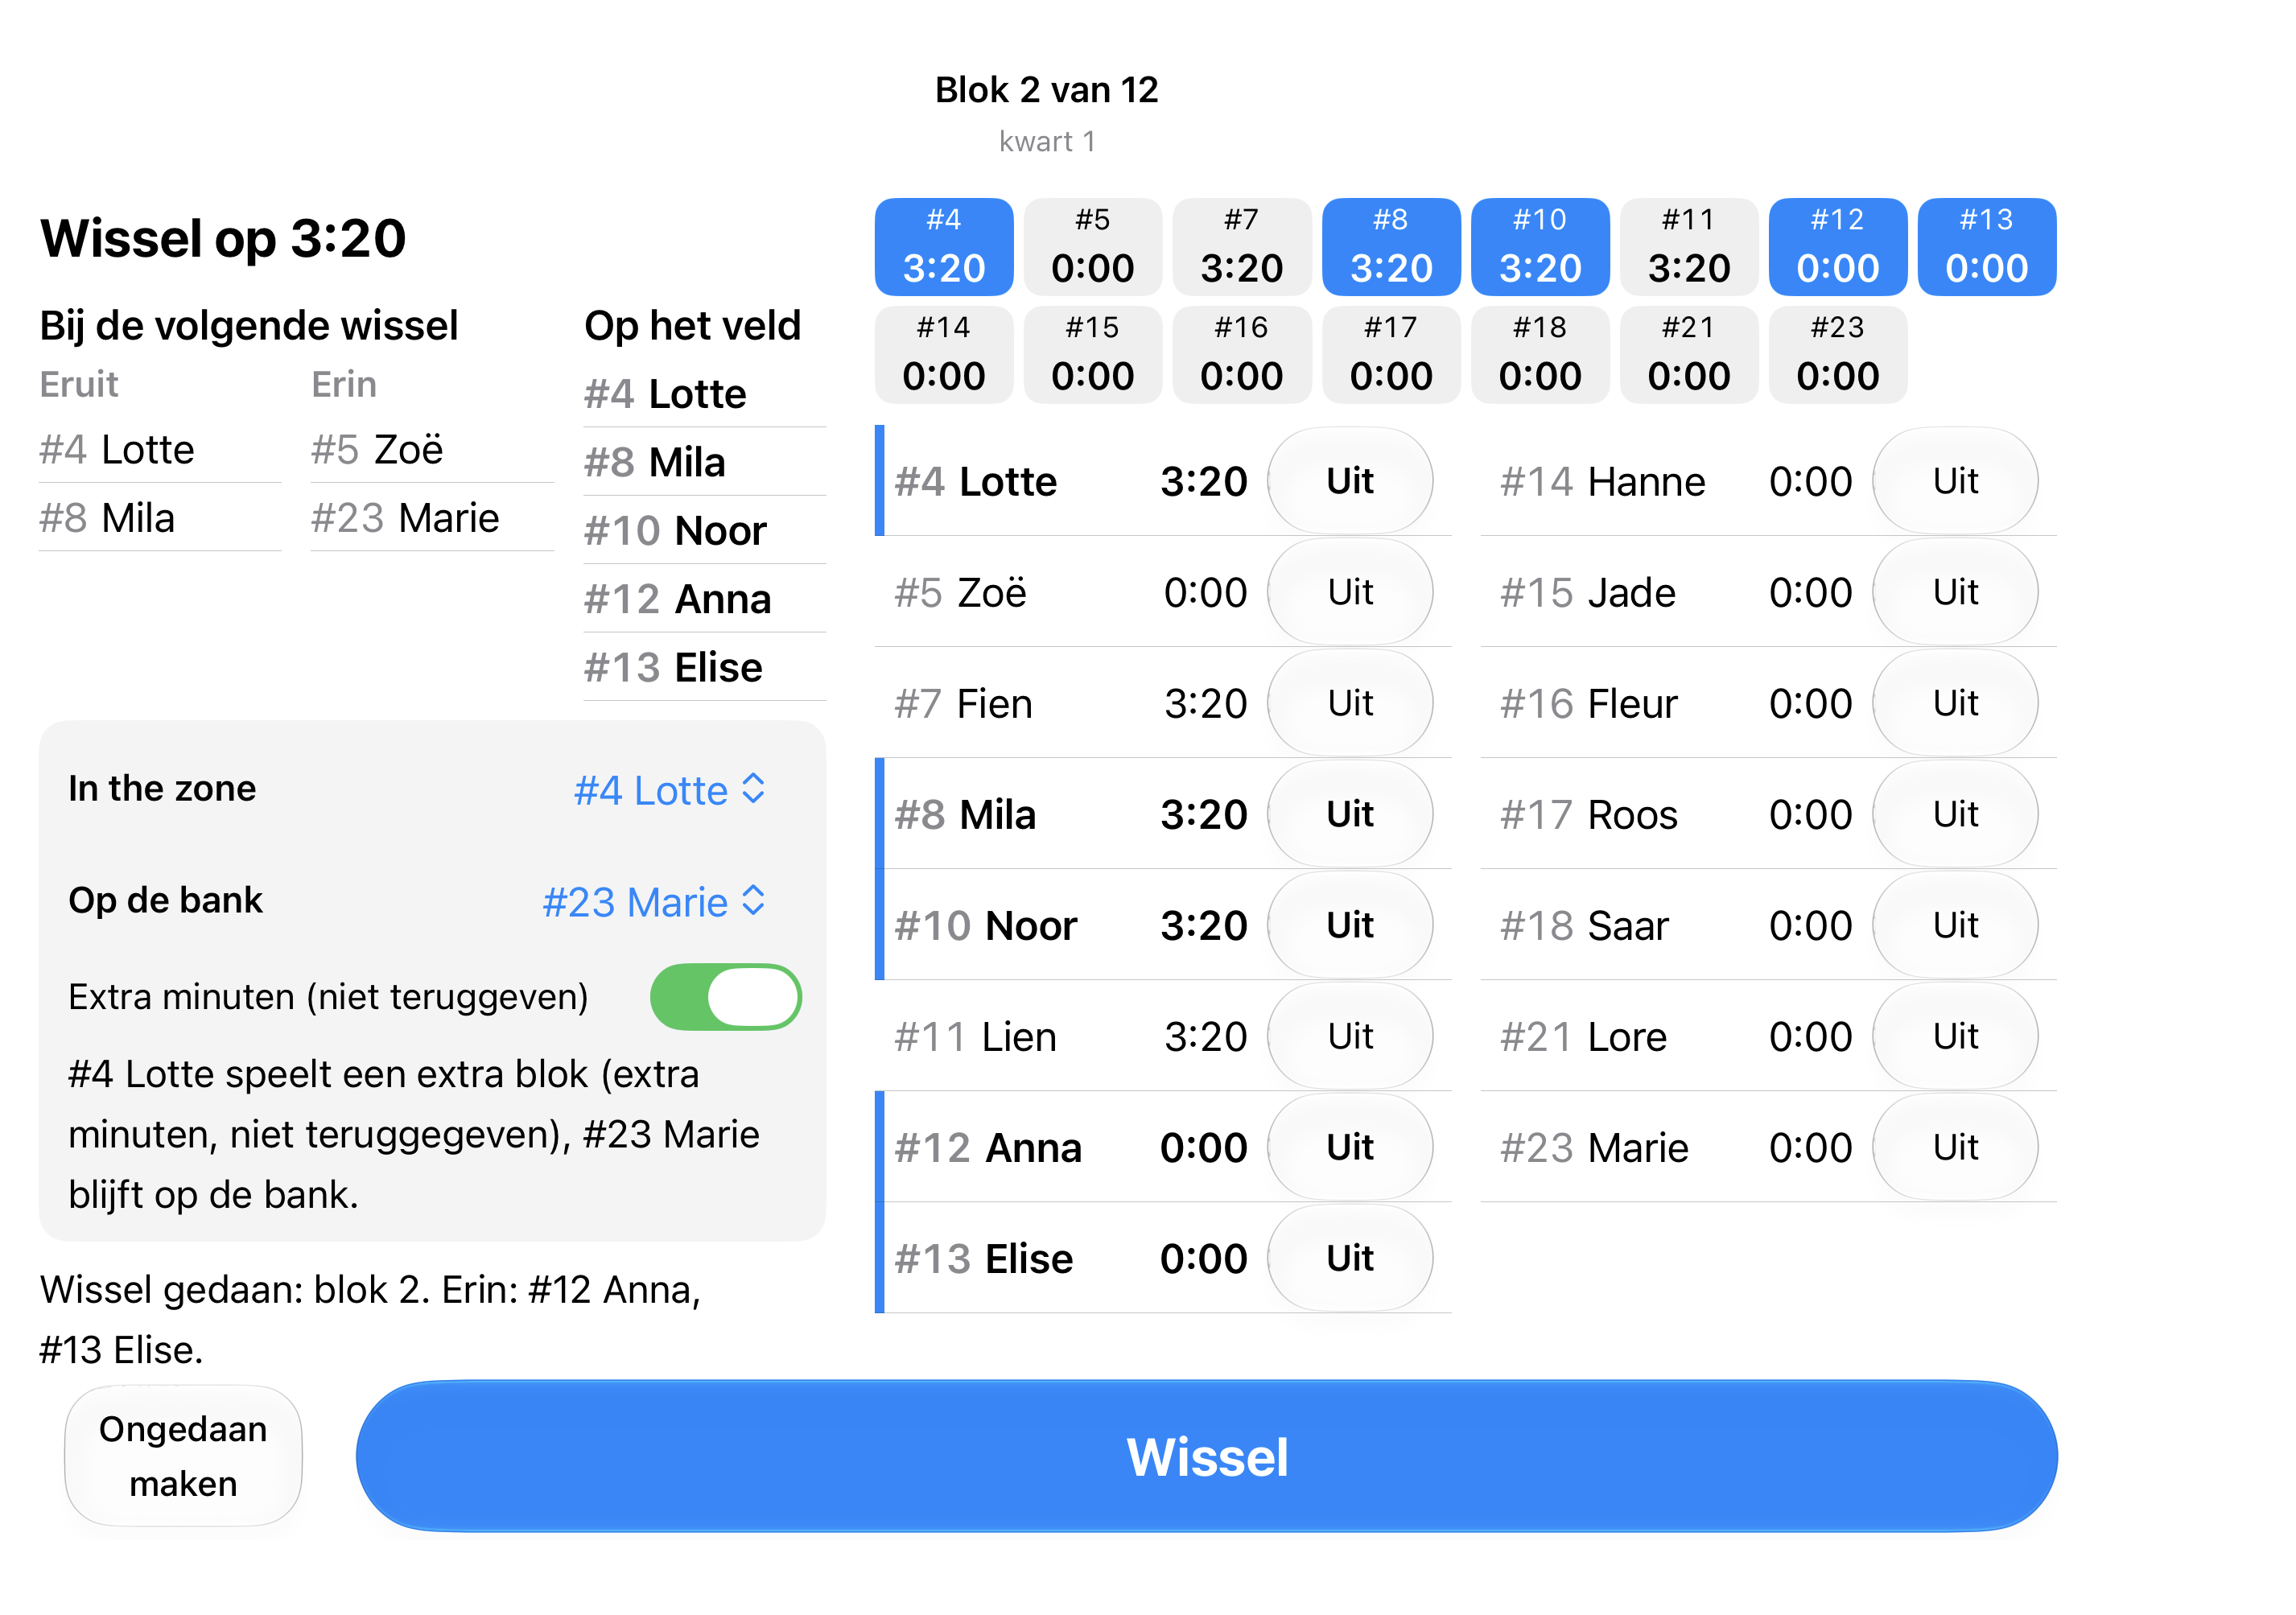 Blok 2 van 12
kwart 1
Wissel op 3:20
Bij de volgende wissel
Eruit Erin
#4 Lotte #5 Zoë
#8 Mila #23 Marie
Op het veld
#4 Lotte
#8 Mila
#10 Noor
#12 Anna
#13 Elise
In the zone #4 Lotte
Op de bank #23 Marie
Extra minuten (niet teruggeven)
#4 Lotte speelt een extra blok (extra
minuten, niet teruggegeven), #23 Marie
blijft op de bank.
Wissel gedaan: blok 2. Erin: #12 Anna,
#13 Elise.
#4 #5 #7 #8 #10 #11 #12 #13
3:20 0:00 3:20 3:20 3:20 3:20 0:00 0:00
#14 #15 #16 #17 #18 #21 #23
0:00 0:00 0:00 0:00 0:00 0:00 0:00
#4 Lotte 3:20 Uit
#5 Zoë 0:00 Uit
#7 Fien 3:20 Uit
#8 Mila 3:20 Uit
#10 Noor 3:20 Uit
#11 Lien 3:20 Uit
#12 Anna 0:00 Uit
#13 Elise 0:00 Uit
#14 Hanne 0:00 Uit
#15 Jade 0:00 Uit
#16 Fleur 0:00 Uit
#17 Roos 0:00 Uit
#18 Saar 0:00 Uit
#21 Lore 0:00 Uit
#23 Marie 0:00 Uit
Ongedaan
maken
Wissel